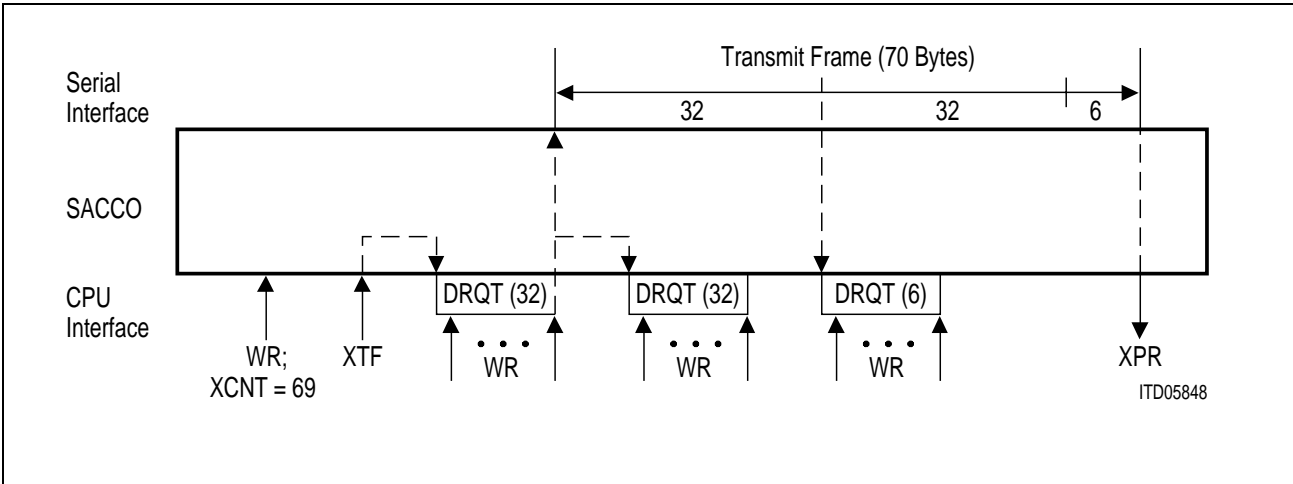 Transmit Frame (70 Bytes)
Serial
Interface
32
32
6
SACCO
CPU
Interface
DRQT (32)
DRQT (32)
DRQT (6)
WR;
XCNT = 69
XTF
• • •
WR
• • •
WR
• • •
WR
XPR
ITD05848